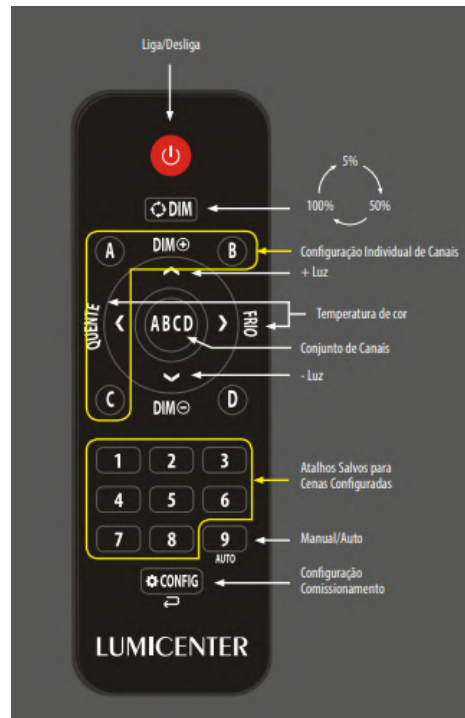 Liga/Desliga
DIM
5%
100%
50%
A
DIM
B
Configuração Individual de Canais
+ Luz
QUENTE
ABCD
FRIO
Temperatura de cor
Conjunto de Canais
- Luz
C
DIM
D
1 2 3
Atalhos Salvos para
Cenas Configuradas
4 5 6
7 8 9
Manual/Auto
AUTO
CONFIG
Configuração
Comissionamento
LUMICENTER